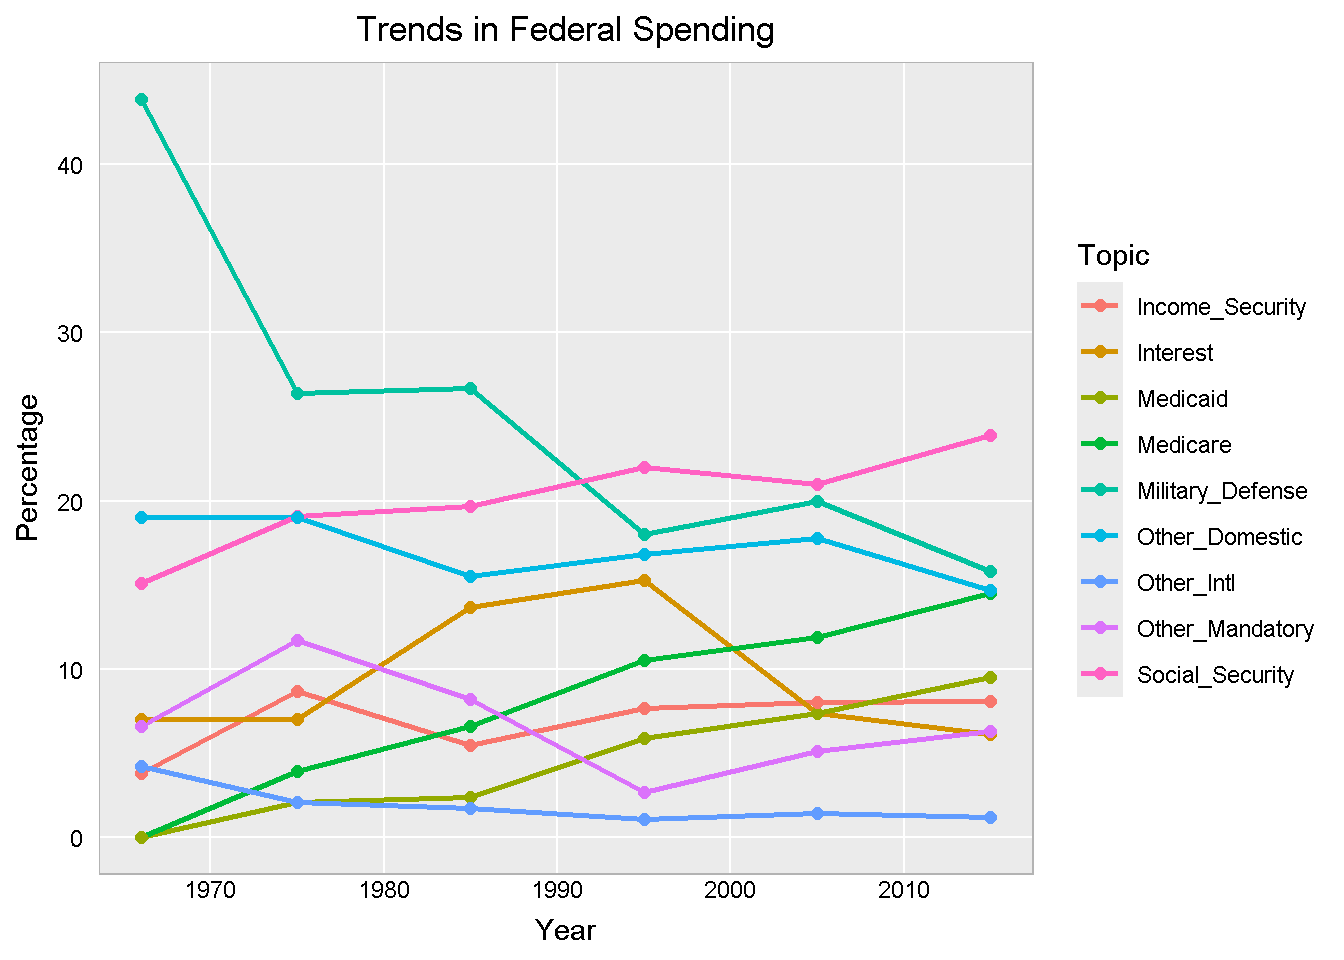 Trends in Federal Spending
40
30
20
10
0
Percentage
1970 1980 1990 2000 2010
Year
Topic
Income_Security
Interest
Medicaid
Medicare
Military_Defense
Other_Domestic
Other_Intl
Other_Mandatory
Social_Security